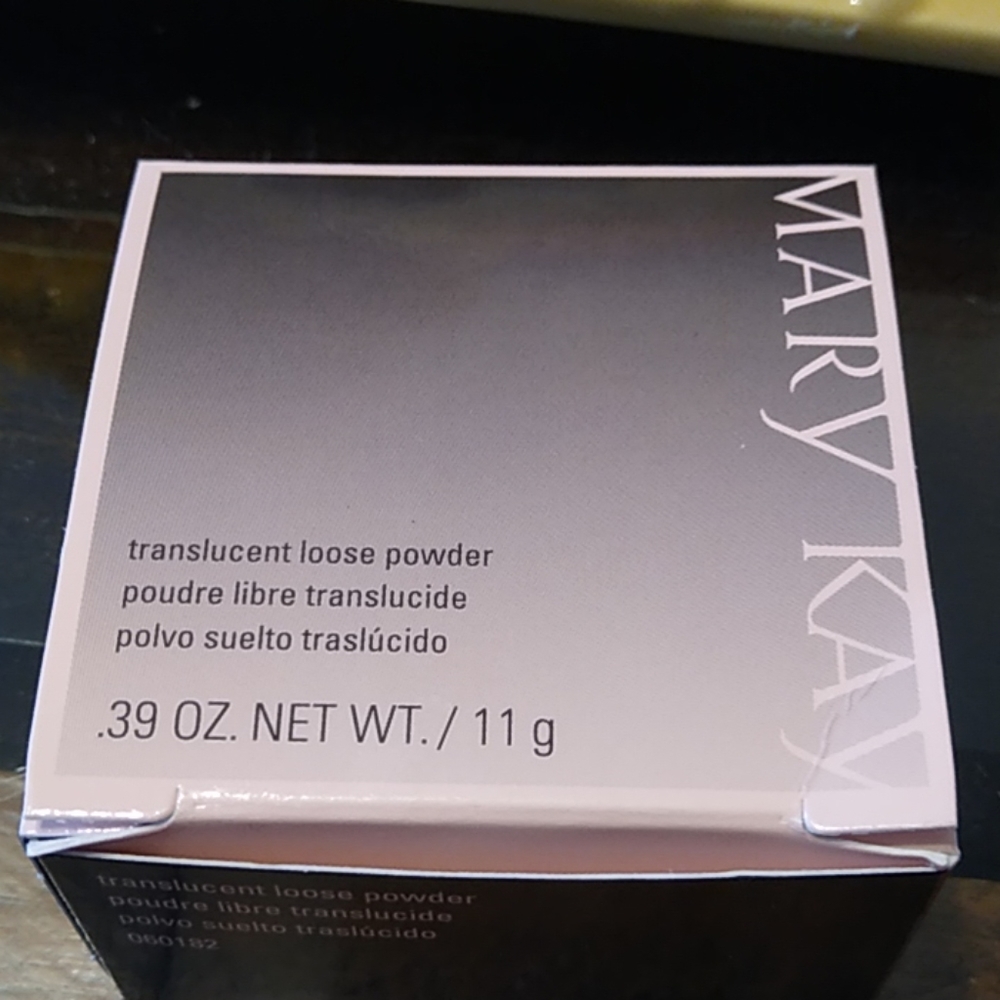 MARY KAY
translucent loose powder
poudre libre translucide
polvo suelto traslúcido
.39 OZ. NET WT. / 11 g
translucent loose powder
poudre libre translucide
polvo suelto traslúcido
060182